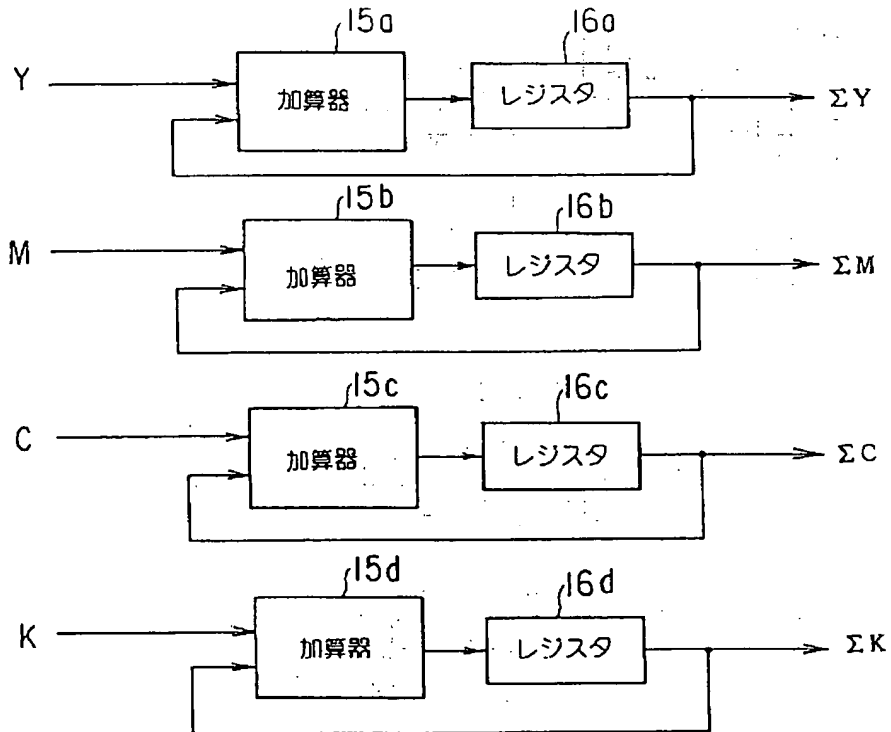 15a
16a
Y
加算器
レジスタ
ΣY
15b
16b
M
加算器
レジスタ
ΣM
15c
16c
C
加算器
レジスタ
ΣC
15d
16d
K
加算器
レジスタ
ΣK